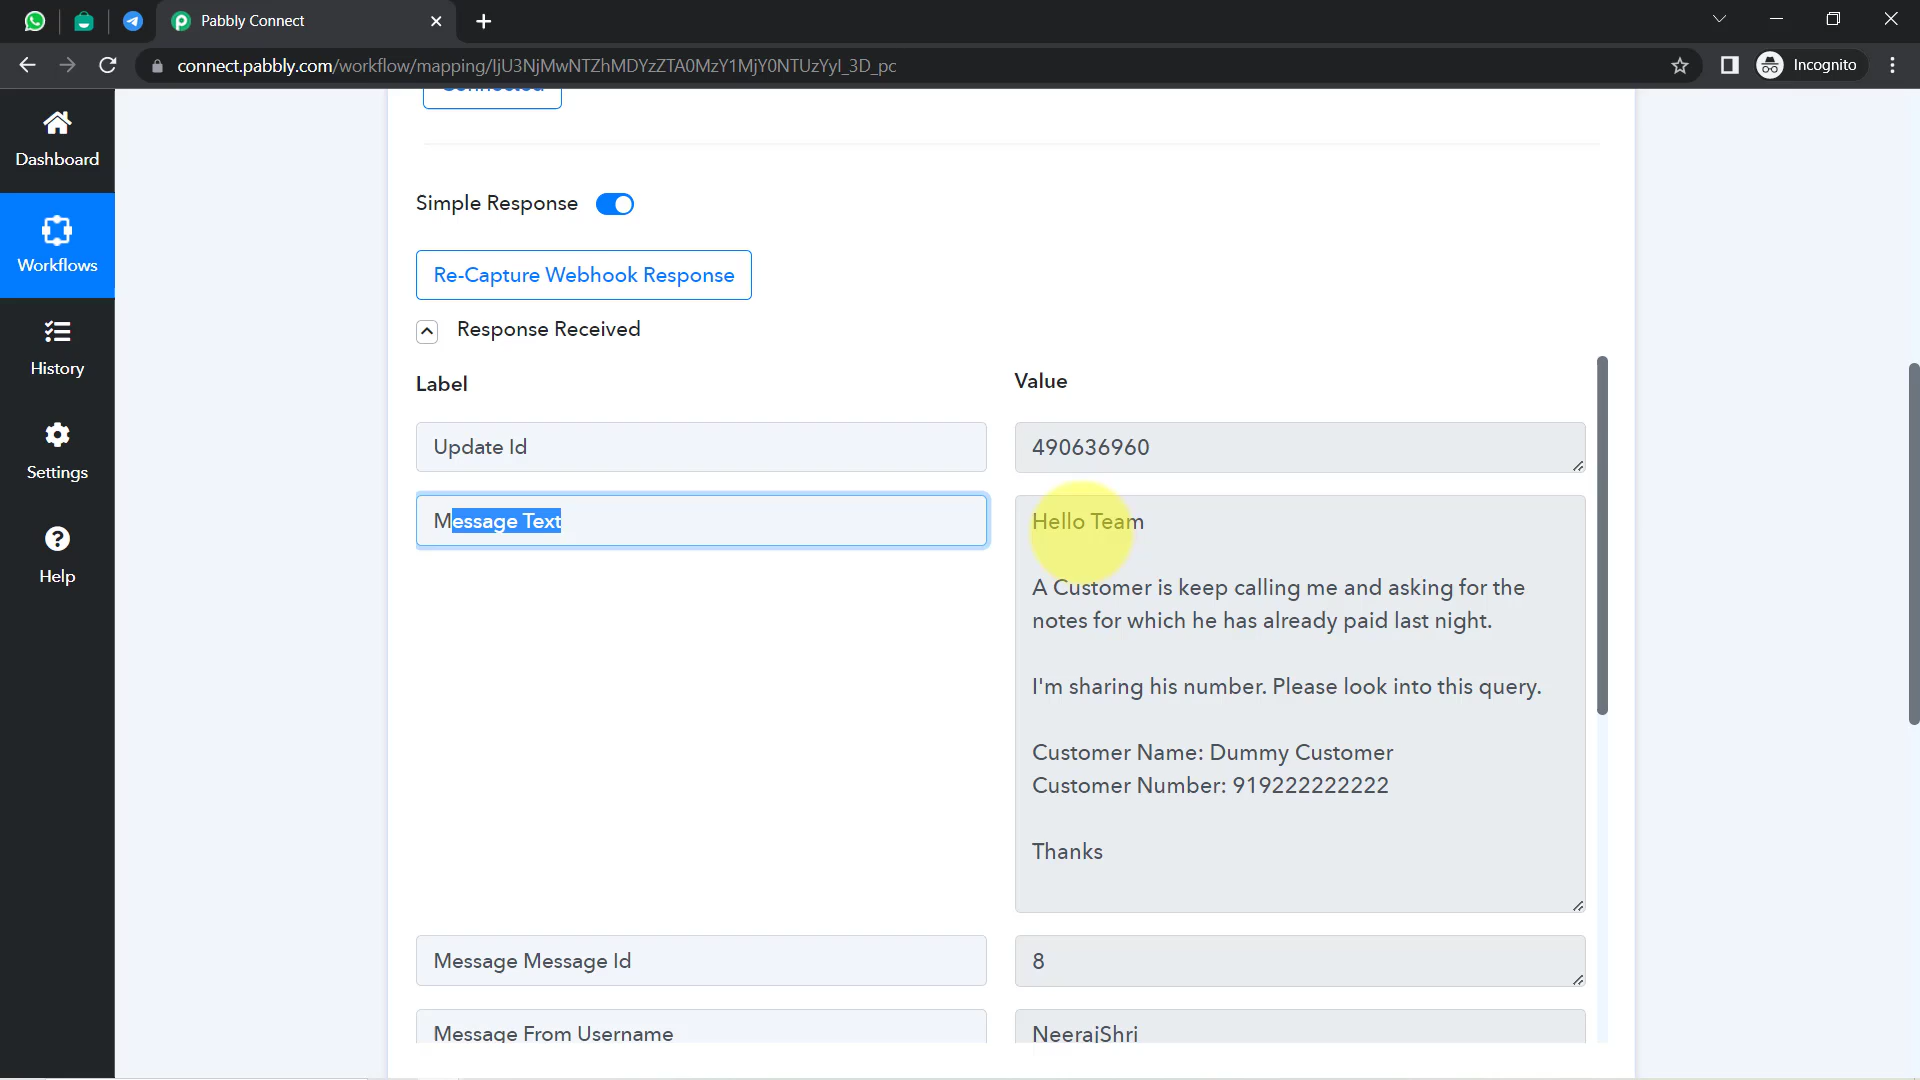 Pabbly Connect
connect.pabbly.com/workflow/mapping/IjU3NjMwNTZhMDYzZTA0MzY1MjY0NTUzYyI_3D_pc
Incognito
Dashboard
Workflows
History
Settings
Help
Connected
Simple Response
Re-Capture Webhook Response
Response Received
Label
Value
Update Id
490636960
Message Text
Hello Team
A Customer is keep calling me and asking for the
notes for which he has already paid last night.
I'm sharing his number. Please look into this query.
Customer Name: Dummy Customer
Customer Number: 919222222222
Thanks
Message Message Id
8
Message From Username
NeerajShri